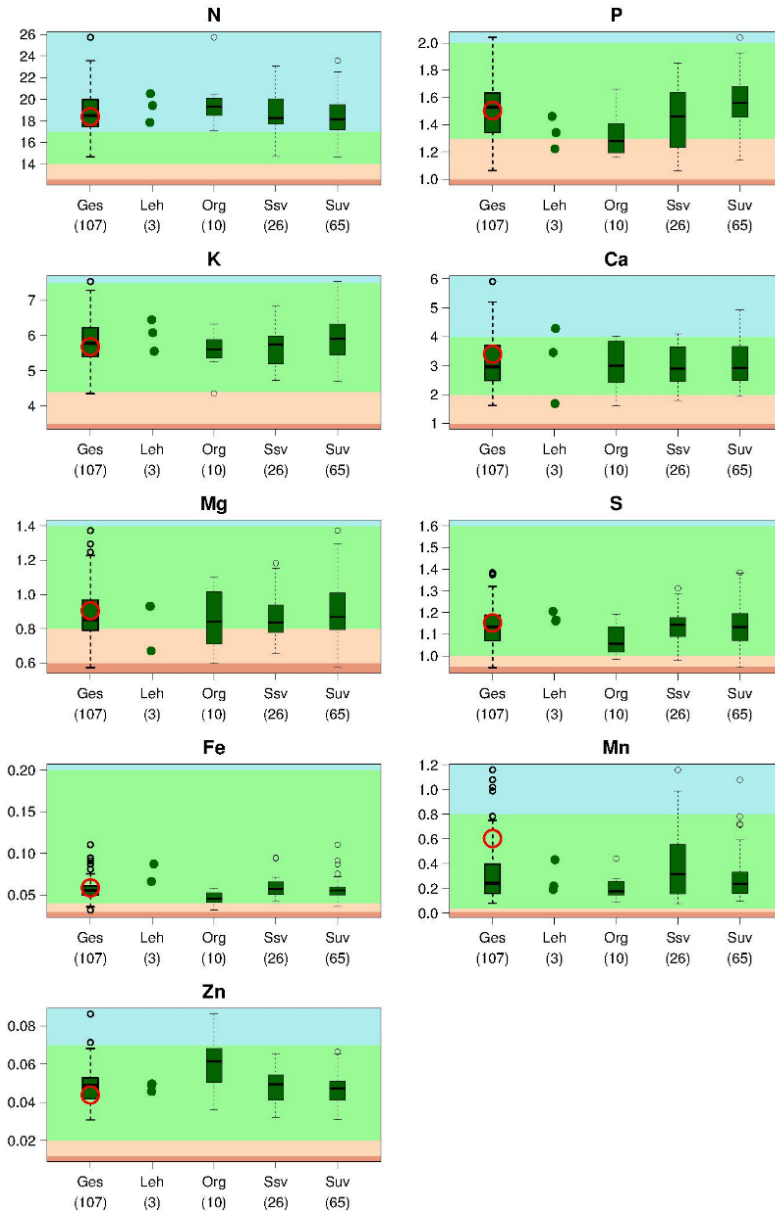 N
26
24
22
20
18
16
14
Ges Leh Org Ssv Suv
(107) (3) (10) (26) (65)
P
2.0
1.8
1.6
1.4
1.2
1.0
Ges Leh Org Ssv Suv
(107) (3) (10) (26) (65)
K
7
6
5
4
Ges Leh Org Ssv Suv
(107) (3) (10) (26) (65)
Ca
6
5
4
3
2
1
Ges Leh Org Ssv Suv
(107) (3) (10) (26) (65)
Mg
1.4
1.2
1.0
0.8
0.6
Ges Leh Org Ssv Suv
(107) (3) (10) (26) (65)
S
1.6
1.5
1.4
1.3
1.2
1.1
1.0
Ges Leh Org Ssv Suv
(107) (3) (10) (26) (65)
Fe
0.20
0.15
0.10
0.05
Ges Leh Org Ssv Suv
(107) (3) (10) (26) (65)
Mn
1.2
1.0
0.8
0.6
0.4
0.2
0.0
Ges Leh Org Ssv Suv
(107) (3) (10) (26) (65)
Zn
0.08
0.06
0.04
0.02
Ges Leh Org Ssv Suv
(107) (3) (10) (26) (65)